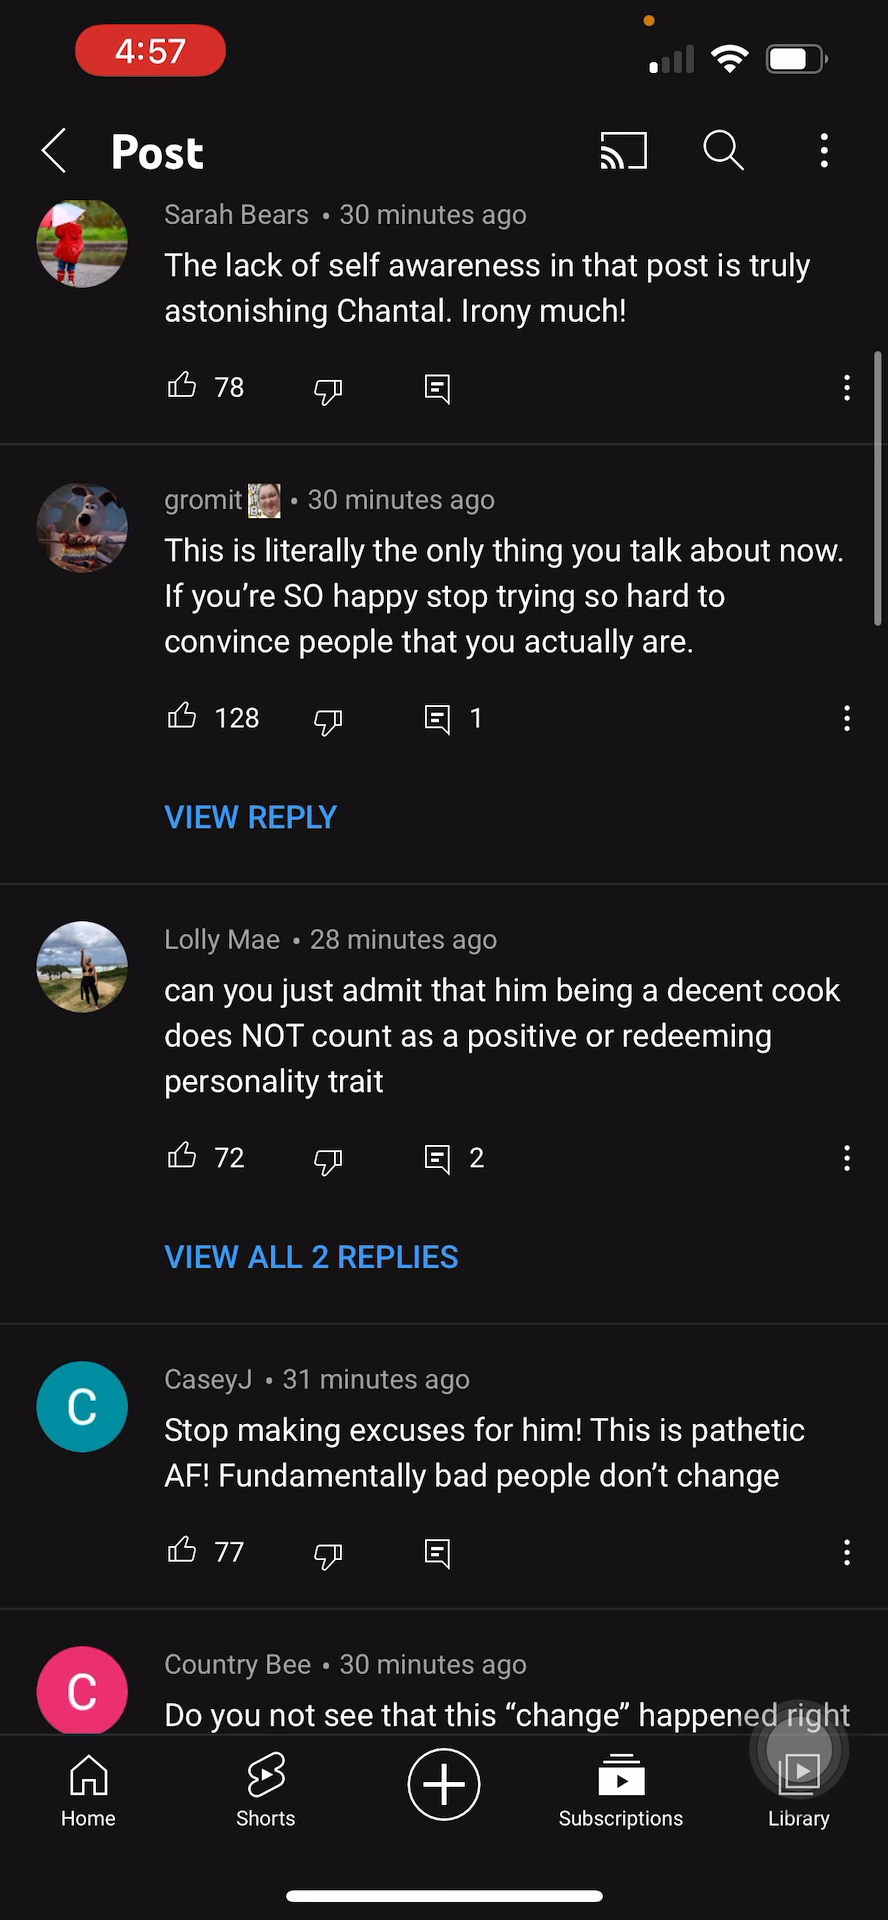 4:57
Post
Sarah Bears • 30 minutes ago
The lack of self awareness in that post is truly
astonishing Chantal. Irony much!
78
gromit • 30 minutes ago
This is literally the only thing you talk about now.
If you’re SO happy stop trying so hard to
convince people that you actually are.
128 1
VIEW REPLY
Lolly Mae • 28 minutes ago
can you just admit that him being a decent cook
does NOT count as a positive or redeeming
personality trait
72 2
VIEW ALL 2 REPLIES
C
CaseyJ • 31 minutes ago
Stop making excuses for him! This is pathetic
AF! Fundamentally bad people don’t change
77
C
Country Bee • 30 minutes ago
Do you not see that this “change” happened right
Home Shorts Subscriptions Library